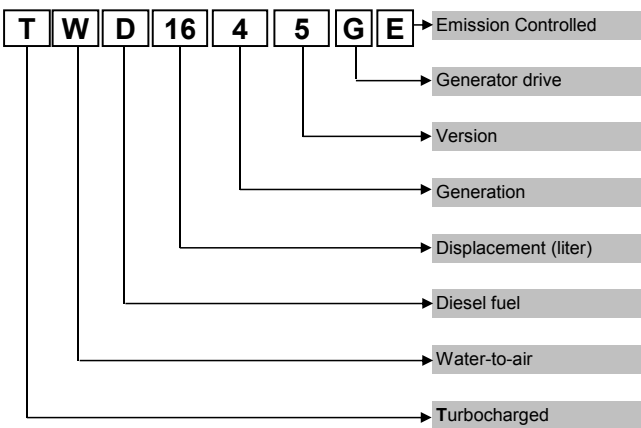 T W D 16 4 5 G E Emission Controlled
Generator drive
Version
Generation
Displacement (liter)
Diesel fuel
Water-to-air
Turbocharged